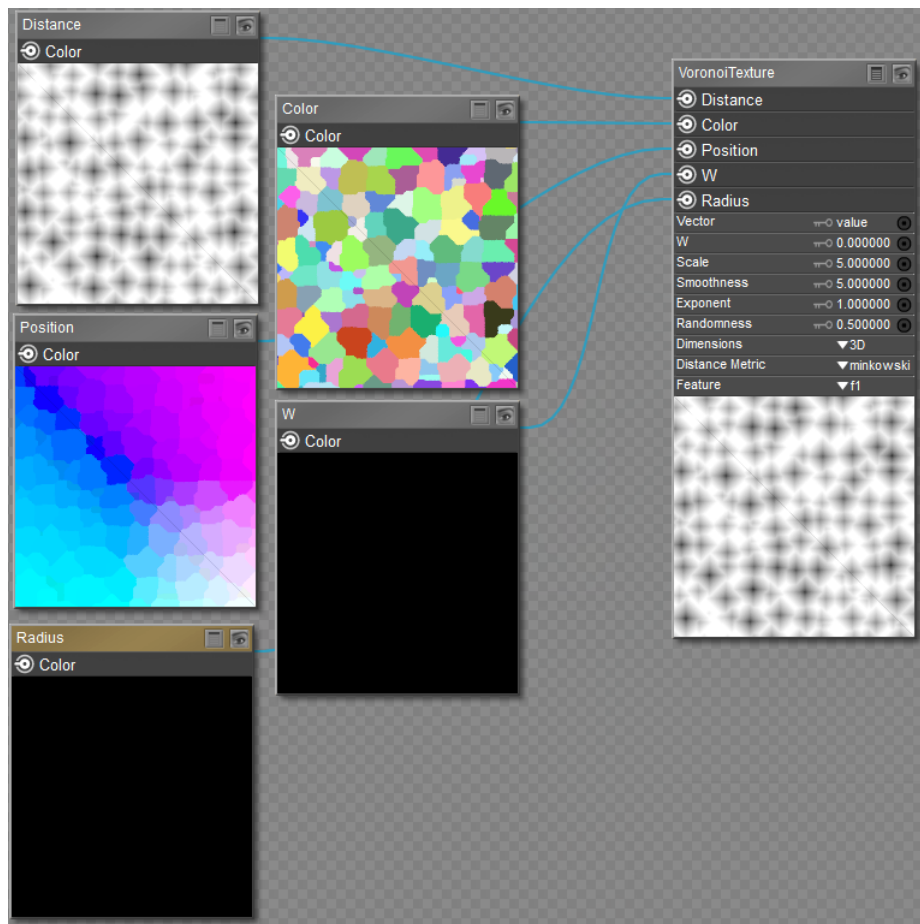 Distance
Color
Position
Color
Radius
Color
Color
Color
W
Color
VoronoiTexture
Distance
Color
Position
W
Radius
Vector value
W 0.000000
Scale 5.000000
Smoothness 5.000000
Exponent 1.000000
Randomness 0.500000
Dimensions 3D
Distance Metric minkowski
Feature f1